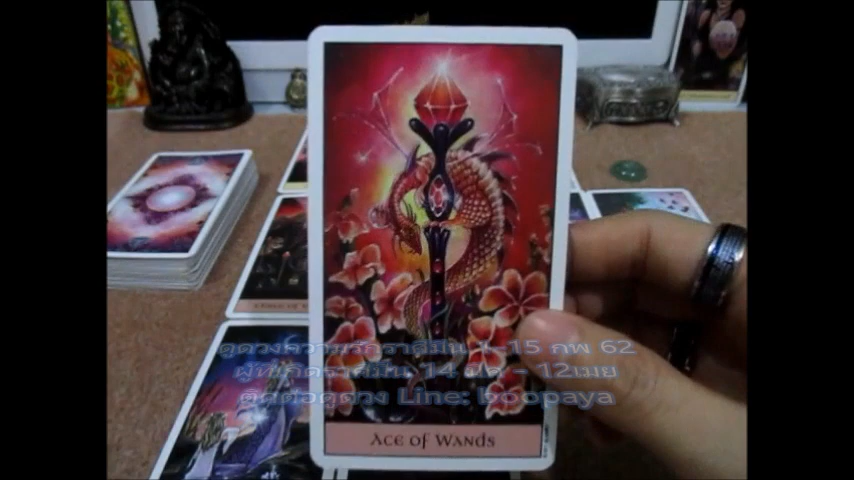 ACE OF WANDS
ดูดวงความรักราศีมีน 1-15 กพ 62
ผู้ที่เกิดราศีมีน 14 มีค - 12เมย
ติดต่อดูดวง Line: boopaya